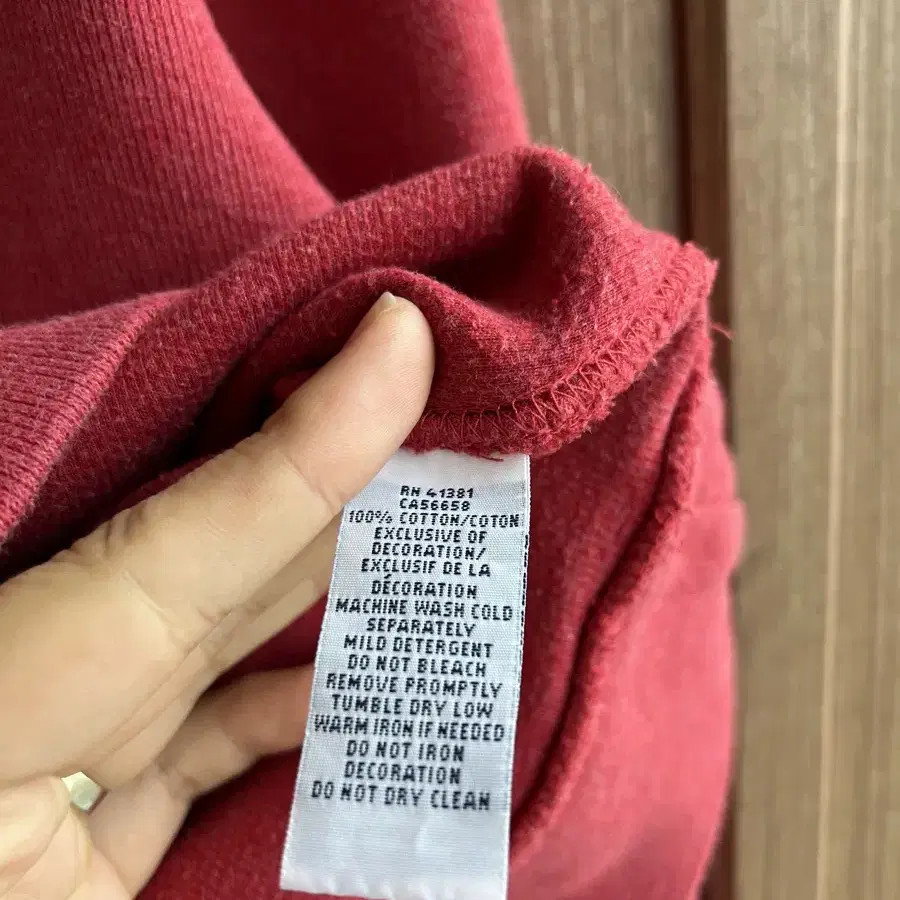 RN 41381
CA56658
100% COTTON/COTON
EXCLUSIVE OF
DECORATION/
EXCLUSIF DE LA
DÉCORATION
MACHINE WASH COLD
SEPARATELY
MILD DETERGENT
DO NOT BLEACH
REMOVE PROMPTLY
TUMBLE DRY LOW
WARM IRON IF NEEDED
DO NOT IRON
DECORATION
DO NOT DRY CLEAN